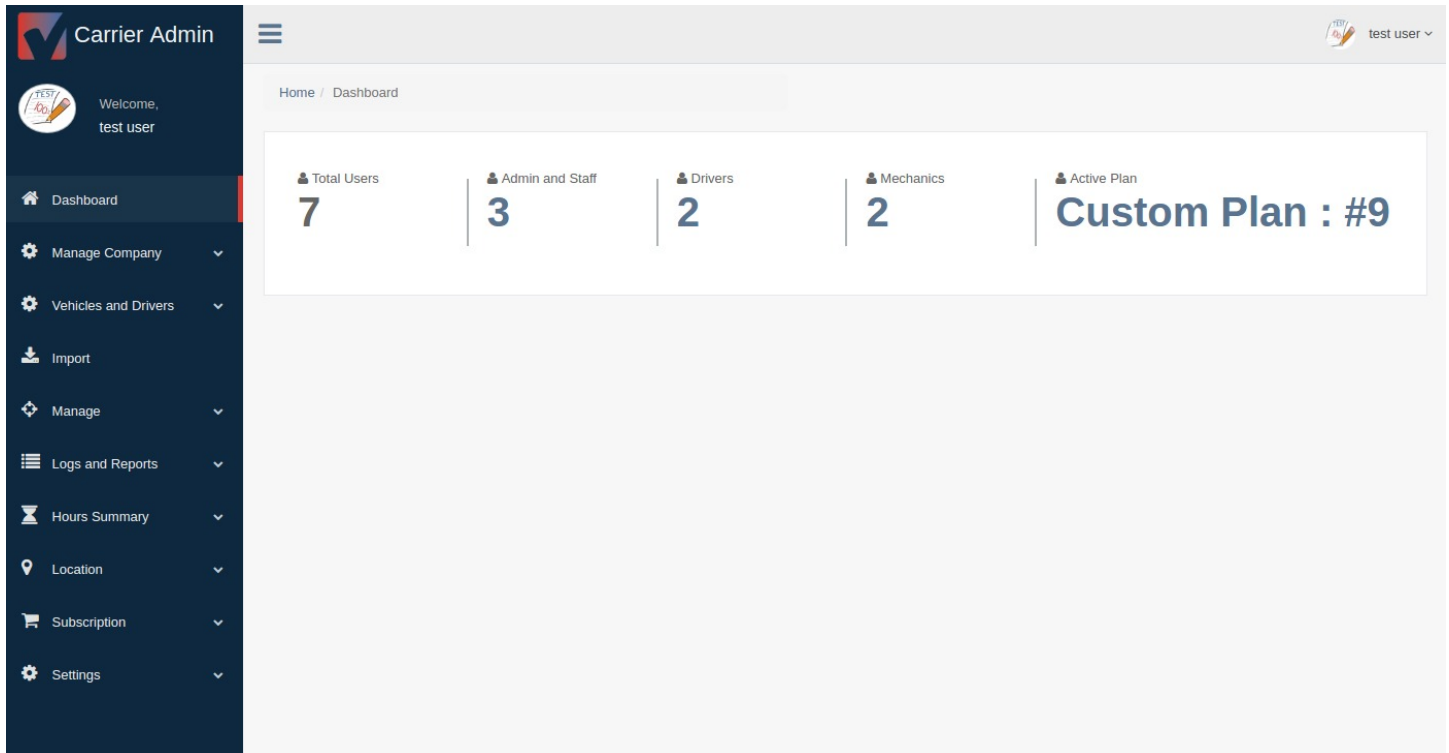 Carrier Admin
test user
TEST
100
Welcome,
test user
Home / Dashboard
Dashboard
Manage Company
Vehicles and Drivers
Import
Manage
Logs and Reports
Hours Summary
Location
Subscription
Settings
Total Users
7
Admin and Staff
3
Drivers
2
Mechanics
2
Active Plan
Custom Plan : #9